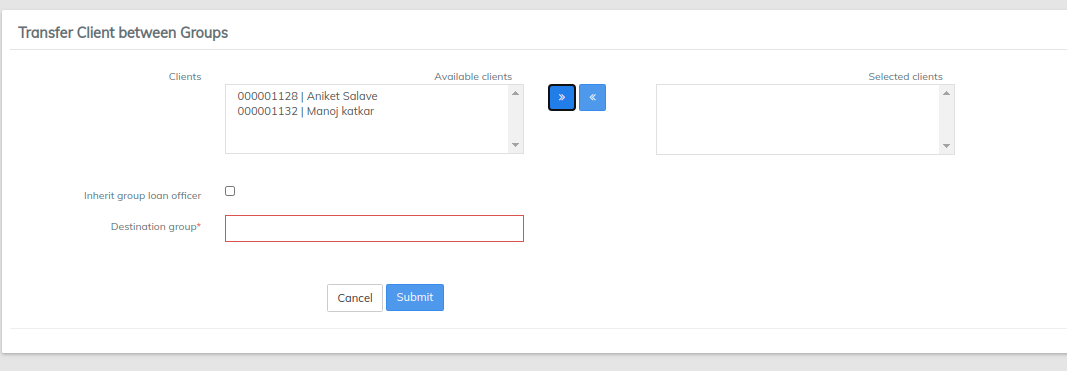 Transfer Client between Groups
Clients
Available clients
Selected clients
000001128 | Aniket Salave
000001132 | Manoj katkar
»
«
Inherit group loan officer
Destination group*
Cancel
Submit